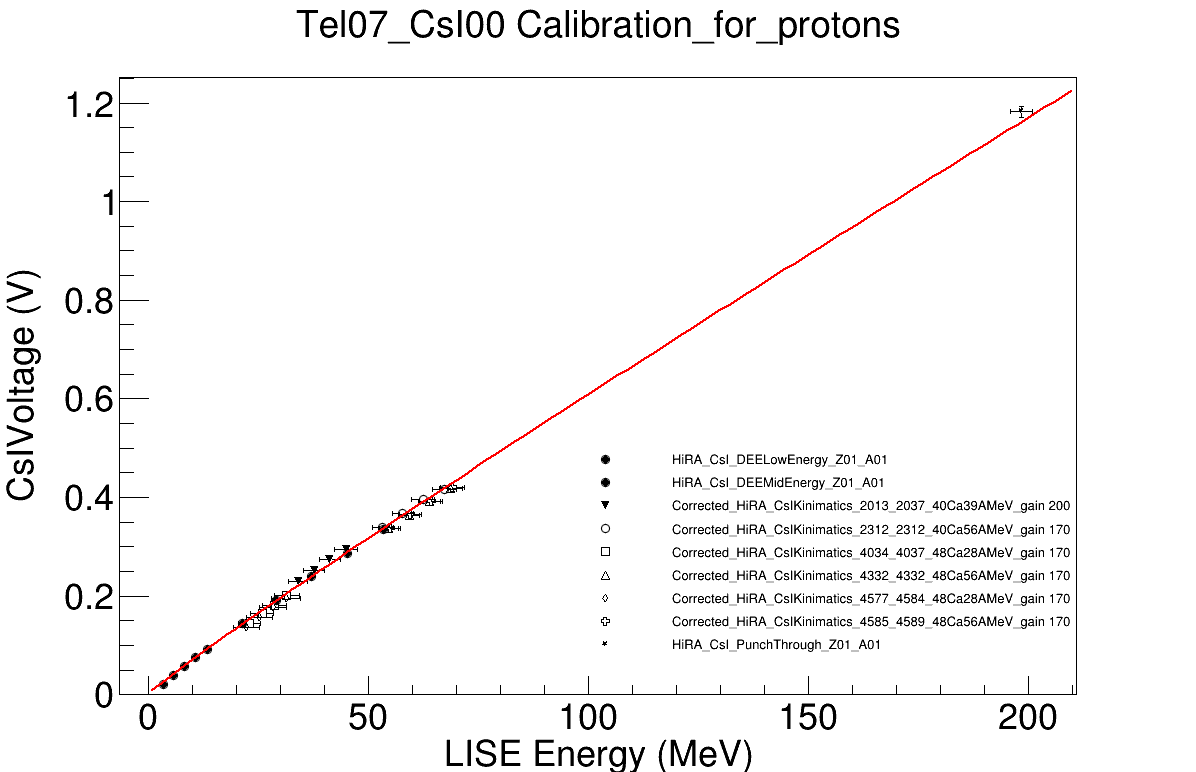 Tel07_CsI00 Calibration_for_protons
CsIVoltage (V)
1.2
1
0.8
0.6
0.4
0.2
0
0 50 100 150 200
LISE Energy (MeV)
HiRA_CsI_DEELowEnergy_Z01_A01
HiRA_CsI_DEEMidEnergy_Z01_A01
Corrected_HiRA_CsIKinimatics_2013_2037_40Ca39AMeV_gain 200
Corrected_HiRA_CsIKinimatics_2312_2312_40Ca56AMeV_gain 170
Corrected_HiRA_CsIKinimatics_4034_4037_48Ca28AMeV_gain 170
Corrected_HiRA_CsIKinimatics_4332_4332_48Ca56AMeV_gain 170
Corrected_HiRA_CsIKinimatics_4577_4584_48Ca28AMeV_gain 170
Corrected_HiRA_CsIKinimatics_4585_4589_48Ca56AMeV_gain 170
HiRA_CsI_PunchThrough_Z01_A01